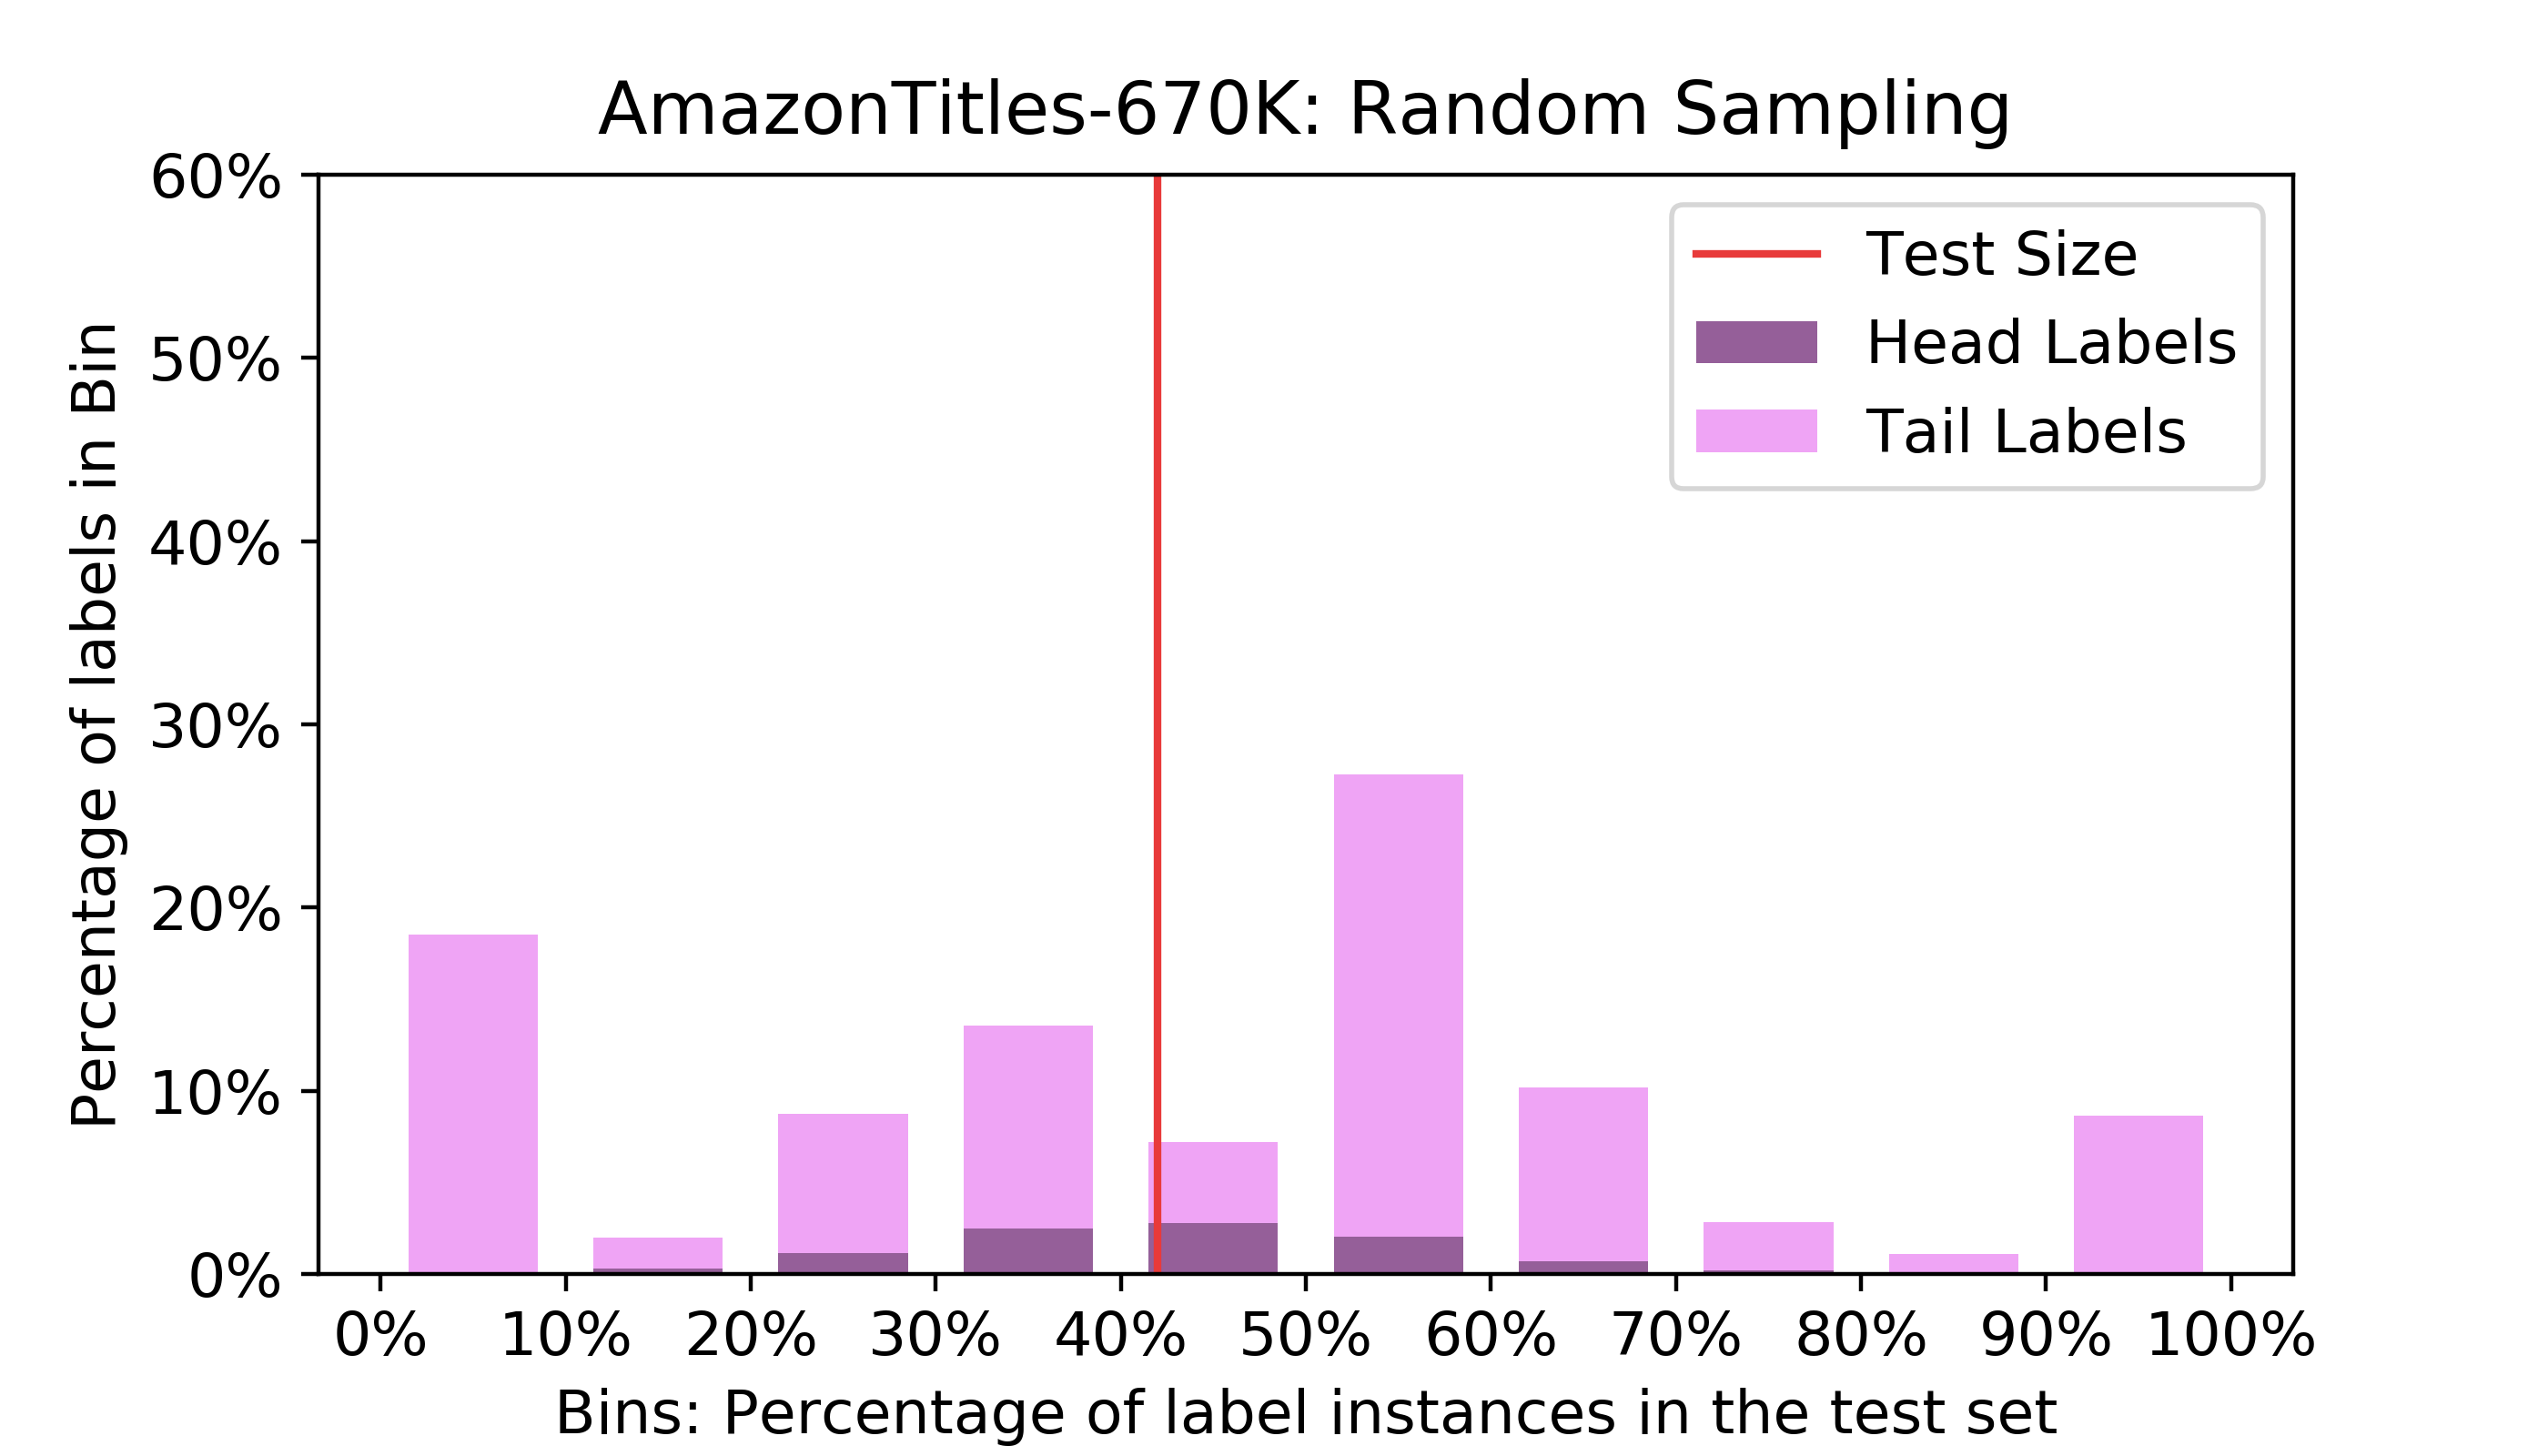 AmazonTitles-670K: Random Sampling
60%
50%
40%
30%
20%
10%
0%
Percentage of labels in Bin
Test Size
Head Labels
Tail Labels
0% 10% 20% 30% 40% 50% 60% 70% 80% 90% 100%
Bins: Percentage of label instances in the test set